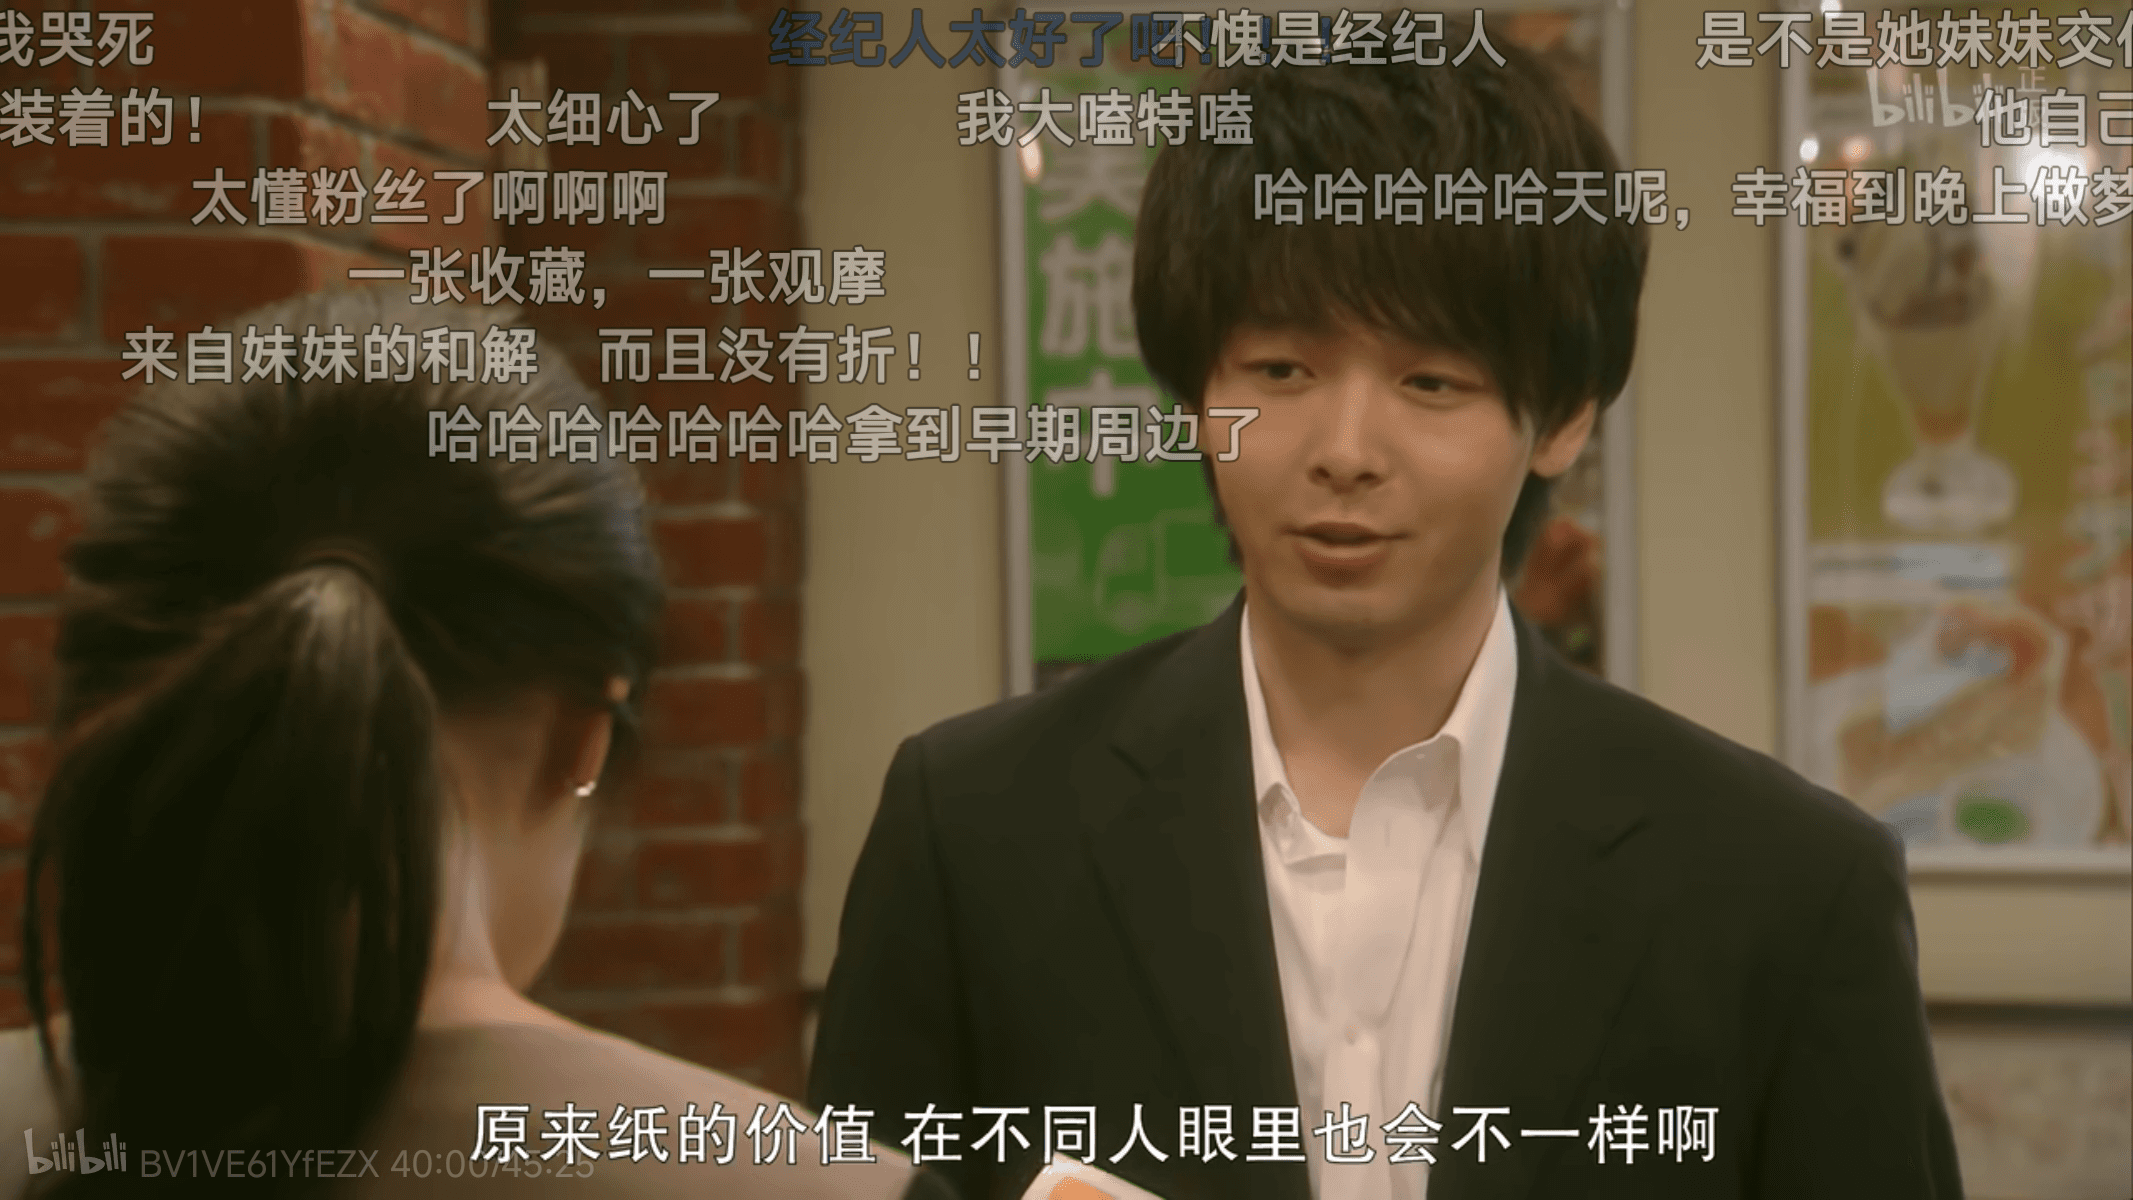 我哭死
经纪人太好了吧！！！
不愧是经纪人
是不是她妹妹交
装着的！
太细心了
我大嗑特嗑
他自己
bilibili 正版
太懂粉丝了啊啊啊
哈哈哈哈哈天呢，幸福到晚上做梦
一张收藏，一张观摩
来自妹妹的和解
而且没有折！！
哈哈哈哈哈哈哈拿到早期周边了
施
中
原来纸的价值 在不同人眼里也会不一样啊
bilibili BV1VE61YfEZX 40:00/45:25